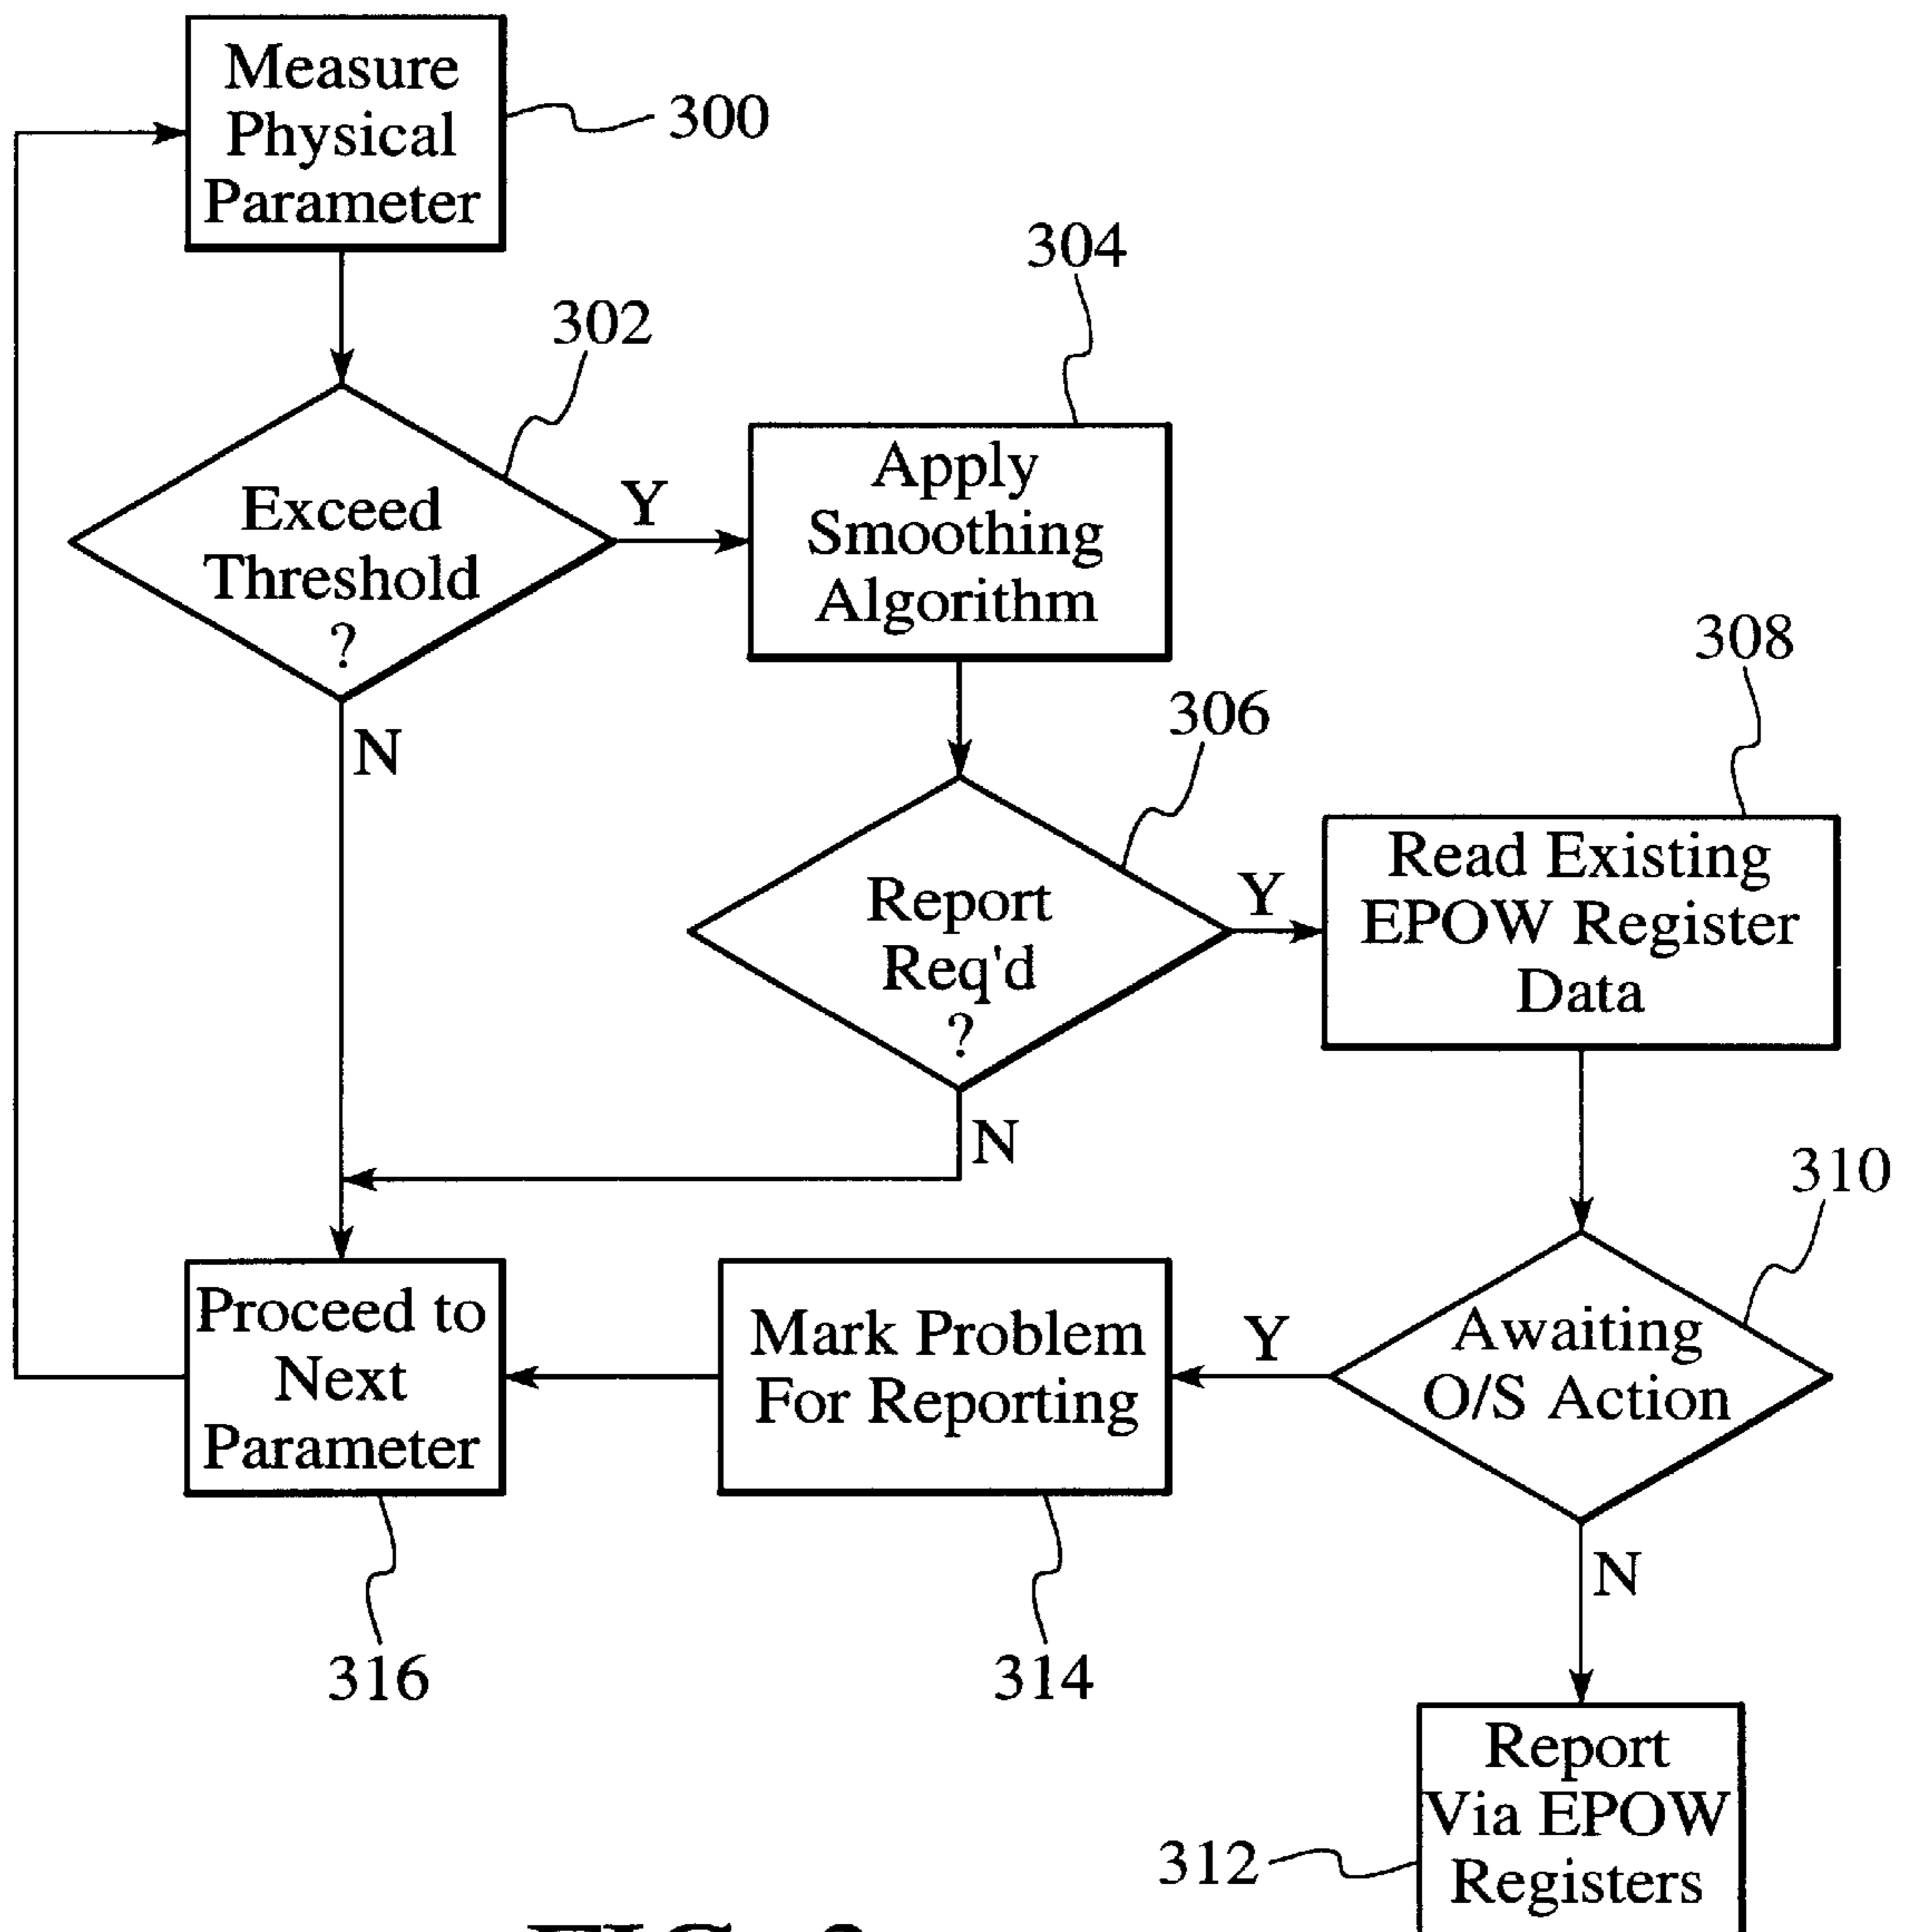 Measure
Physical
Parameter
300
304
302
Exceed
Threshold
?
Y
N
Apply
Smoothing
Algorithm
308
306
Report
Req'd
?
Y
N
Read Existing
EPOW Register
Data
310
Awaiting
O/S Action
Y
N
Mark Problem
For Reporting
Proceed to
Next
Parameter
316
314
Report
Via EPOW
Registers
312